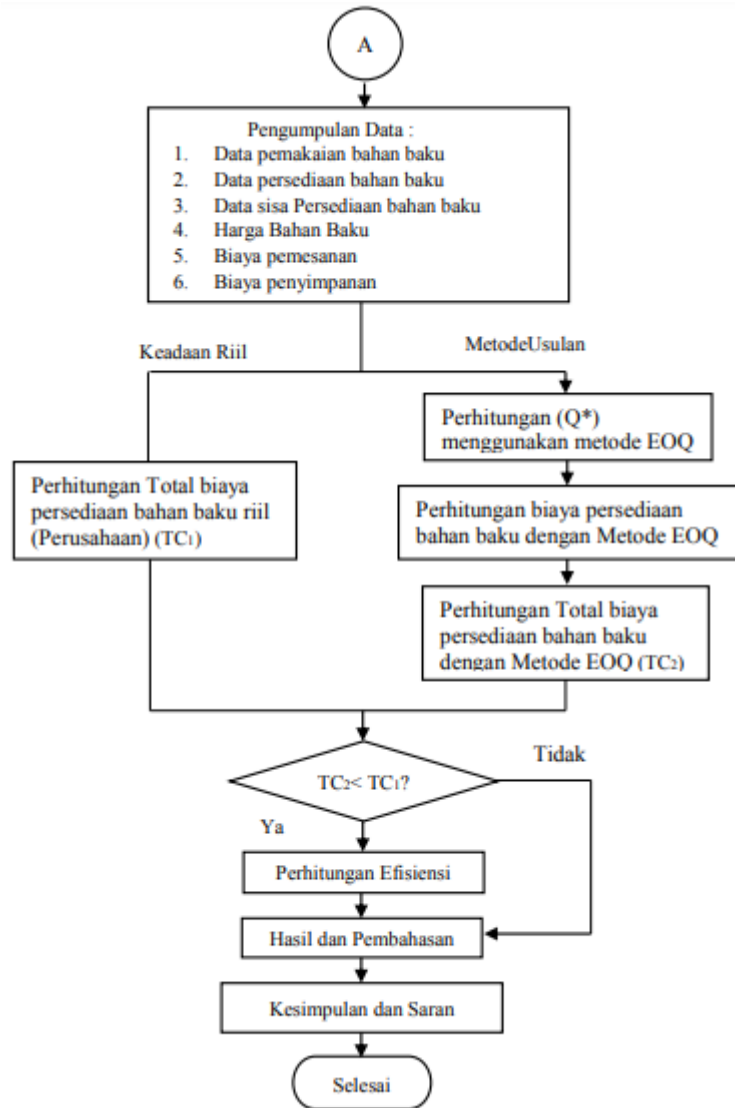 A
Pengumpulan Data :
1. Data pemakaian bahan baku
2. Data persediaan bahan baku
3. Data sisa Persediaan bahan baku
4. Harga Bahan Baku
5. Biaya pemesanan
6. Biaya penyimpanan
Keadaan Riil
MetodeUsulan
Perhitungan Total biaya
persediaan bahan baku riil
(Perusahaan) (TC₁)
Perhitungan (Q*)
menggunakan metode EOQ
Perhitungan biaya persediaan
bahan baku dengan Metode EOQ
Perhitungan Total biaya
persediaan bahan baku
dengan Metode EOQ (TC₂)
TC₂< TC₁?
Tidak
Ya
Perhitungan Efisiensi
Hasil dan Pembahasan
Kesimpulan dan Saran
Selesai